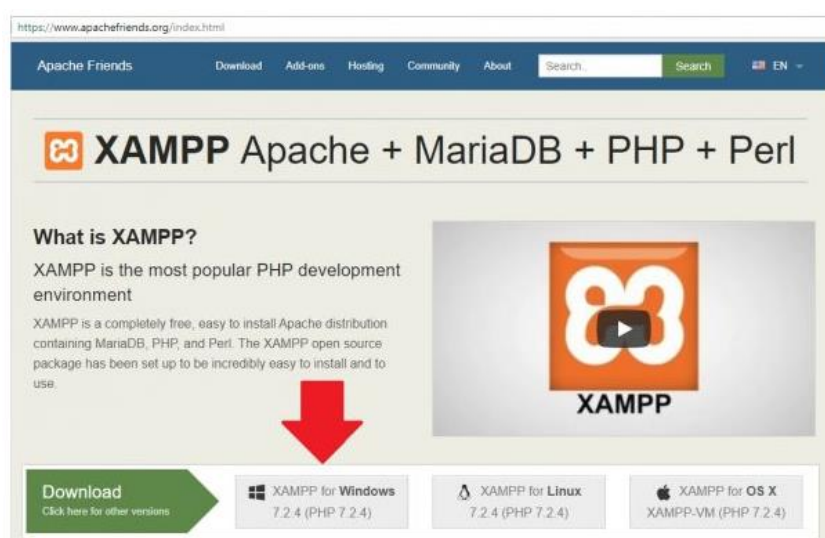 https://www.apachefriends.org/index.html
Apache Friends Download Add-ons Hosting Community About Search.. Search EN
XAMPP Apache + MariaDB + PHP + Perl
What is XAMPP?
XAMPP is the most popular PHP development
environment
XAMPP is a completely free, easy to install Apache distribution
containing MariaDB, PHP, and Perl. The XAMPP open source
package has been set up to be incredibly easy to install and to
use.
XAMPP
Download
Click here for other versions
XAMPP for Windows
7.2.4 (PHP 7.2.4)
XAMPP for Linux
7.2.4 (PHP 7.2.4)
XAMPP for OS X
XAMPP-VM (PHP 7.2.4)